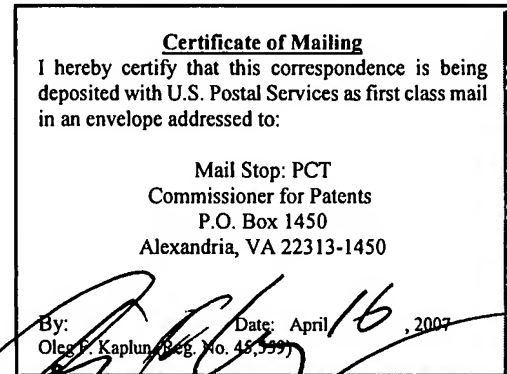 Certificate of Mailing
I hereby certify that this correspondence is being
deposited with U.S. Postal Services as first class mail
in an envelope addressed to:
Mail Stop: PCT
Commissioner for Patents
P.O. Box 1450
Alexandria, VA 22313-1450
By: Date: April 16, 2007
Oleg F. Kaplun (Reg. No. 45,559)